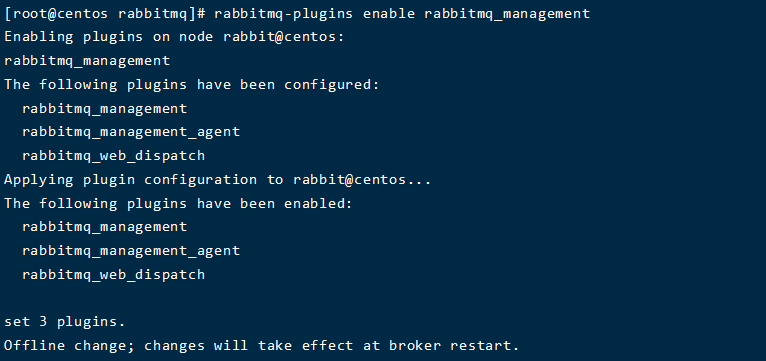 [root@centos rabbitmq]# rabbitmq-plugins enable rabbitmq_management
Enabling plugins on node rabbit@centos:
rabbitmq_management
The following plugins have been configured:
  rabbitmq_management
  rabbitmq_management_agent
  rabbitmq_web_dispatch
Applying plugin configuration to rabbit@centos...
The following plugins have been enabled:
  rabbitmq_management
  rabbitmq_management_agent
  rabbitmq_web_dispatch

set 3 plugins.
Offline change; changes will take effect at broker restart.